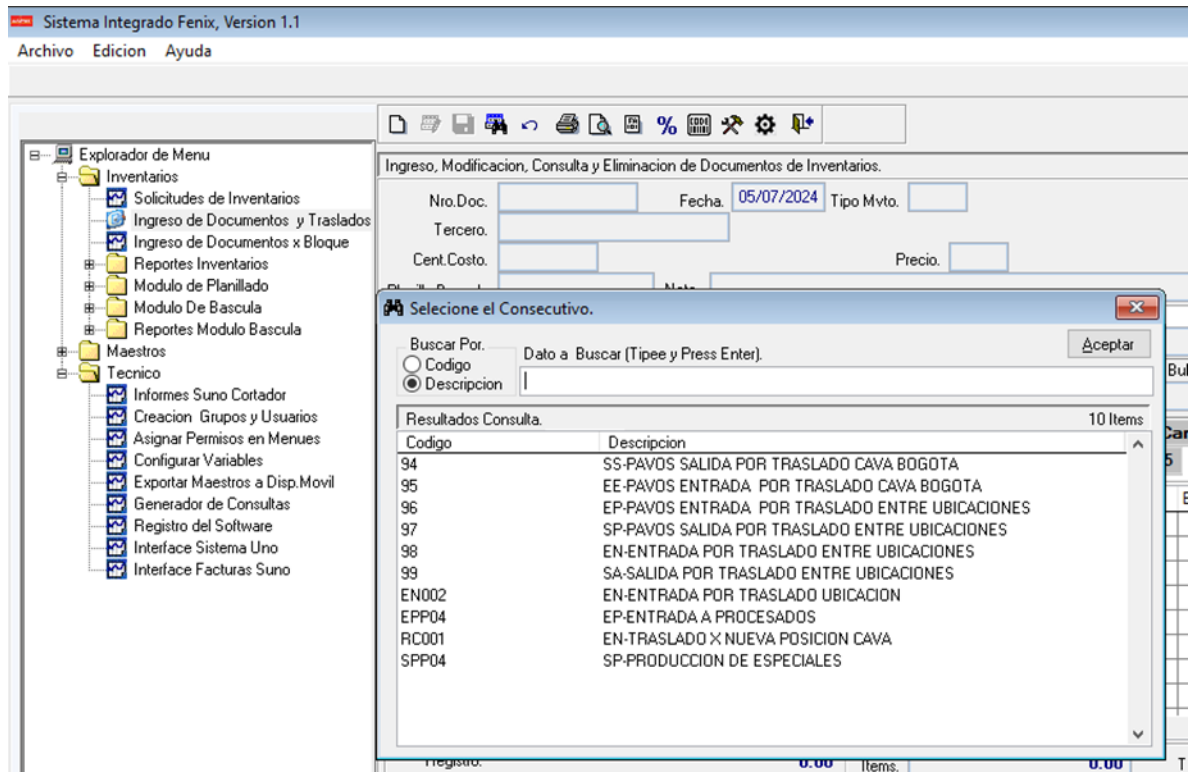 Sistema Integrado Fenix, Version 1.1
Archivo Edicion Ayuda
Explorador de Menu
Inventarios
Solicitudes de Inventarios
Ingreso de Documentos y Traslados
Ingreso de Documentos x Bloque
Reportes Inventarios
Modulo de Planillado
Modulo De Bascula
Reportes Modulo Bascula
Maestros
Tecnico
Informes Suno Cortador
Creacion Grupos y Usuarios
Asignar Permisos en Menues
Configurar Variables
Exportar Maestros a Disp.Movil
Generador de Consultas
Registro del Software
Interface Sistema Uno
Interface Facturas Suno
Ingreso, Modificacion, Consulta y Eliminacion de Documentos de Inventarios.
Nro.Doc. Fecha. 05/07/2024 Tipo Mvto.
Tercero.
Cent.Costo. Precio.
Selecione el Consecutivo.
Buscar Por. Dato a Buscar (Tipee y Press Enter). Aceptar
Codigo
Descripcion
Resultados Consulta. 10 Items
Codigo Descripcion
94 SS-PAVOS SALIDA POR TRASLADO CAVA BOGOTA
95 EE-PAVOS ENTRADA POR TRASLADO CAVA BOGOTA
96 EP-PAVOS ENTRADA POR TRASLADO ENTRE UBICACIONES
97 SP-PAVOS SALIDA POR TRASLADO ENTRE UBICACIONES
98 EN-ENTRADA POR TRASLADO ENTRE UBICACIONES
99 SA-SALIDA POR TRASLADO ENTRE UBICACIONES
EN002 EN-ENTRADA POR TRASLADO UBICACION
EPP04 EP-ENTRADA A PROCESADOS
RC001 EN-TRASLADO X NUEVA POSICION CAVA
SPP04 SP-PRODUCCION DE ESPECIALES
Registro. 0.00 Items. 0.00